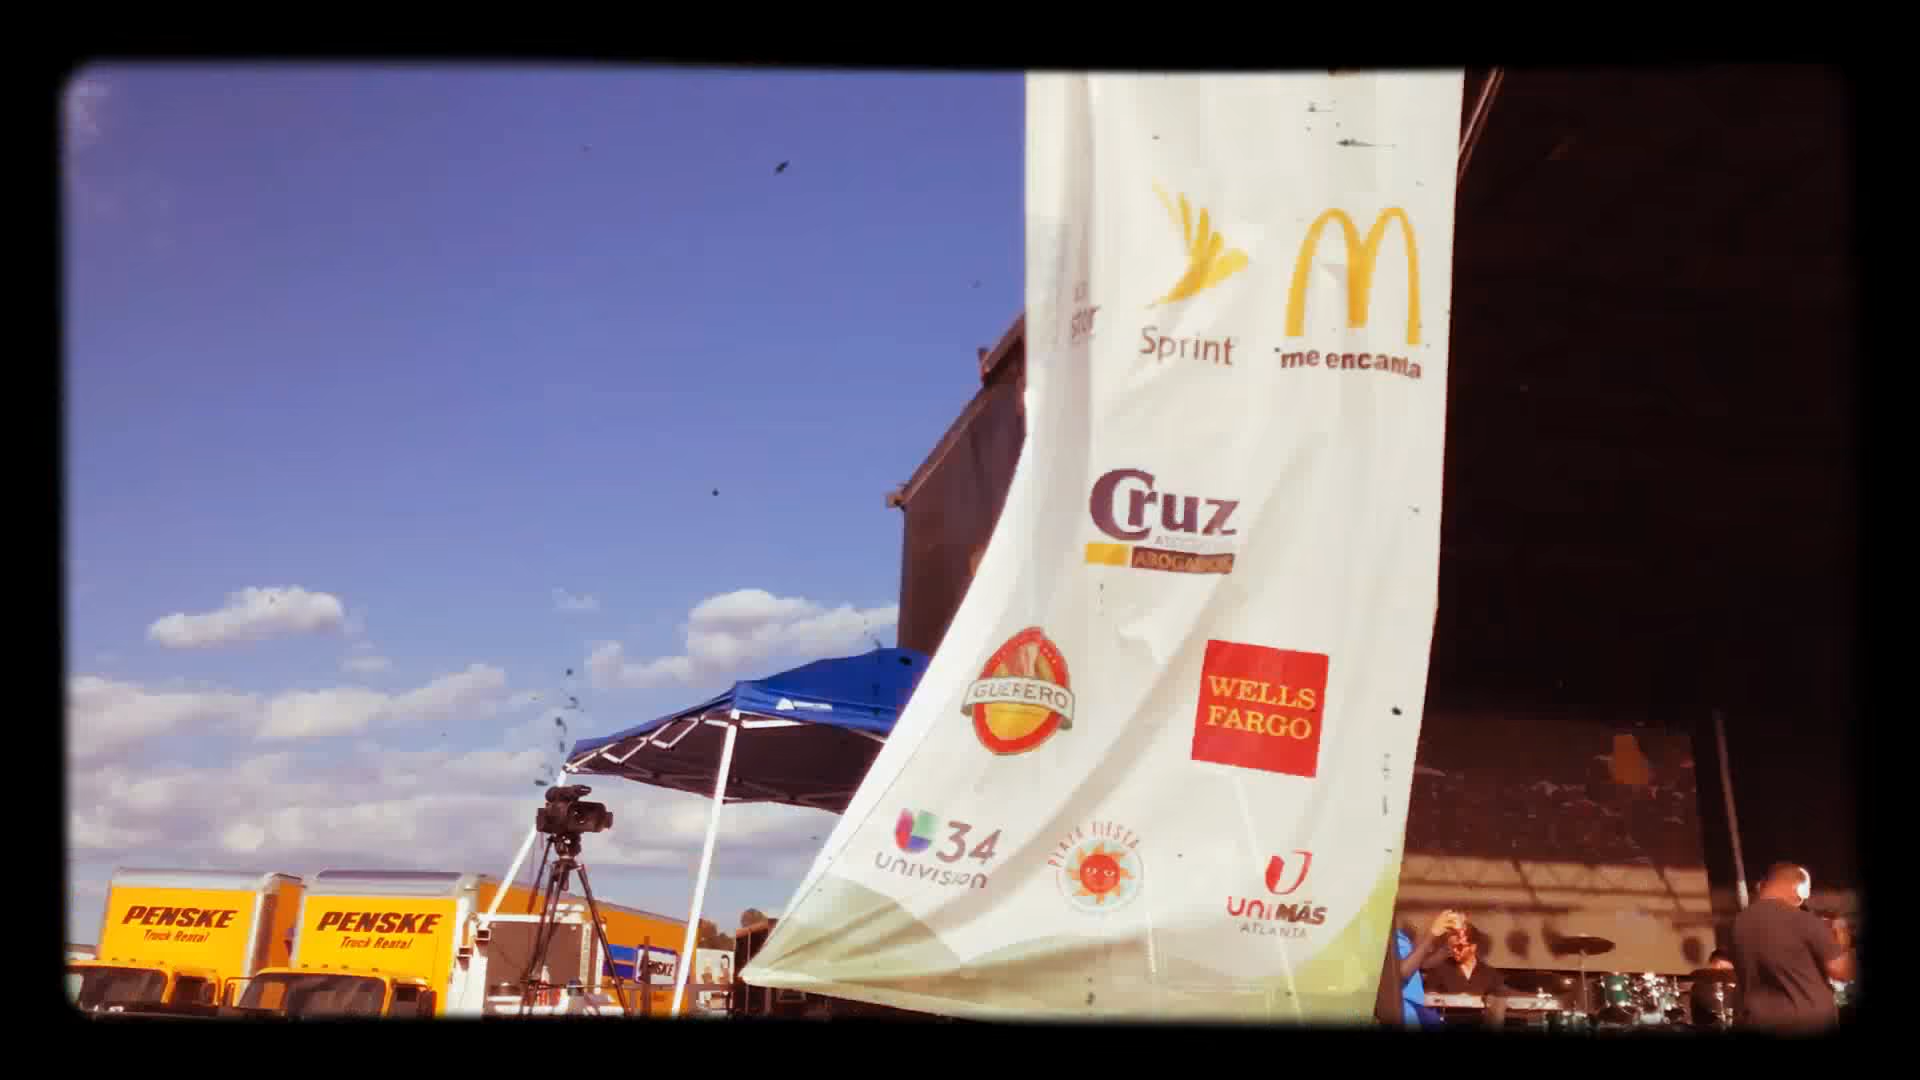 Sprint
me encanta
Cruz
ABOGADOS
GUERRERO
WELLS
FARGO
34
UNIVISION
PLAZA FIESTA
UNIMÁS
ATLANTA
PENSKE
Truck Rental
PENSKE
Truck Rental